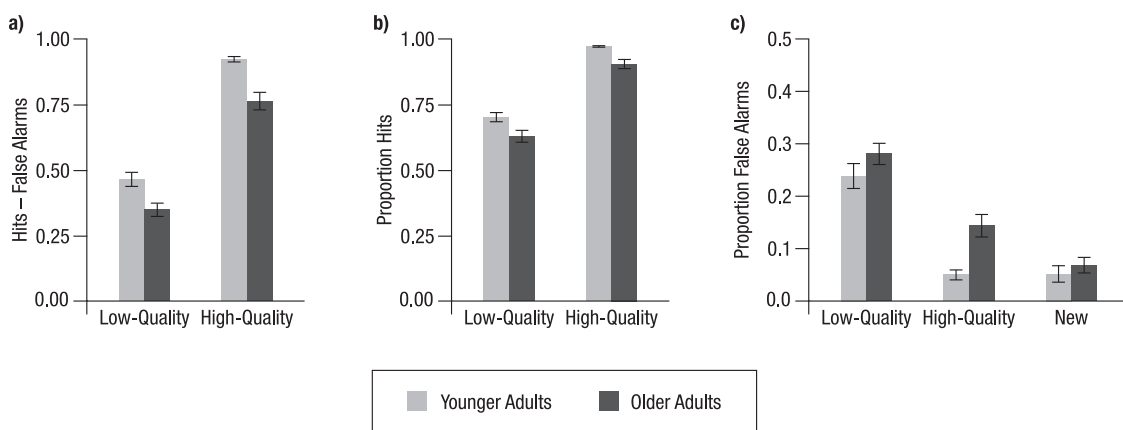 a)
Hits – False Alarms
1.00
0.75
0.50
0.25
0.00
Low-Quality High-Quality
b)
Proportion Hits
1.00
0.75
0.50
0.25
0.00
Low-Quality High-Quality
c)
Proportion False Alarms
0.5
0.4
0.3
0.2
0.1
0.0
Low-Quality High-Quality New
Younger Adults Older Adults